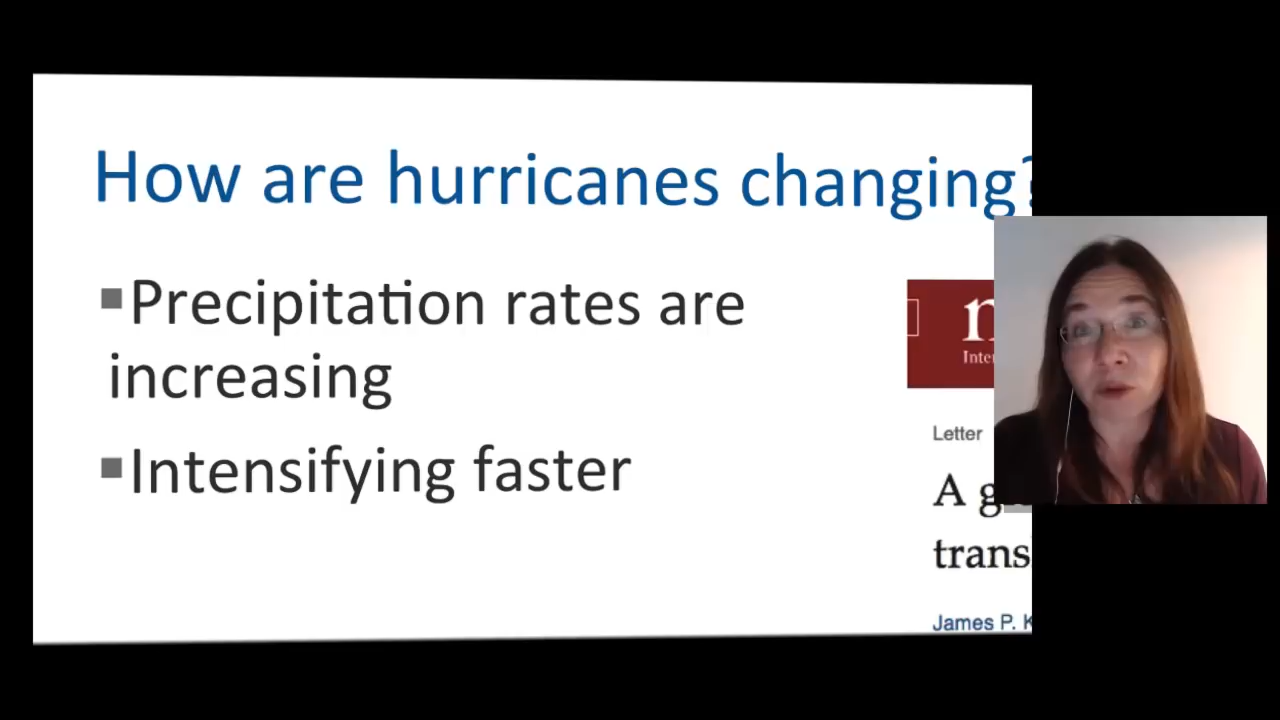 How are hurricanes changing?
Precipitation rates are
increasing
Intensifying faster
Letter
A
trans
James P.